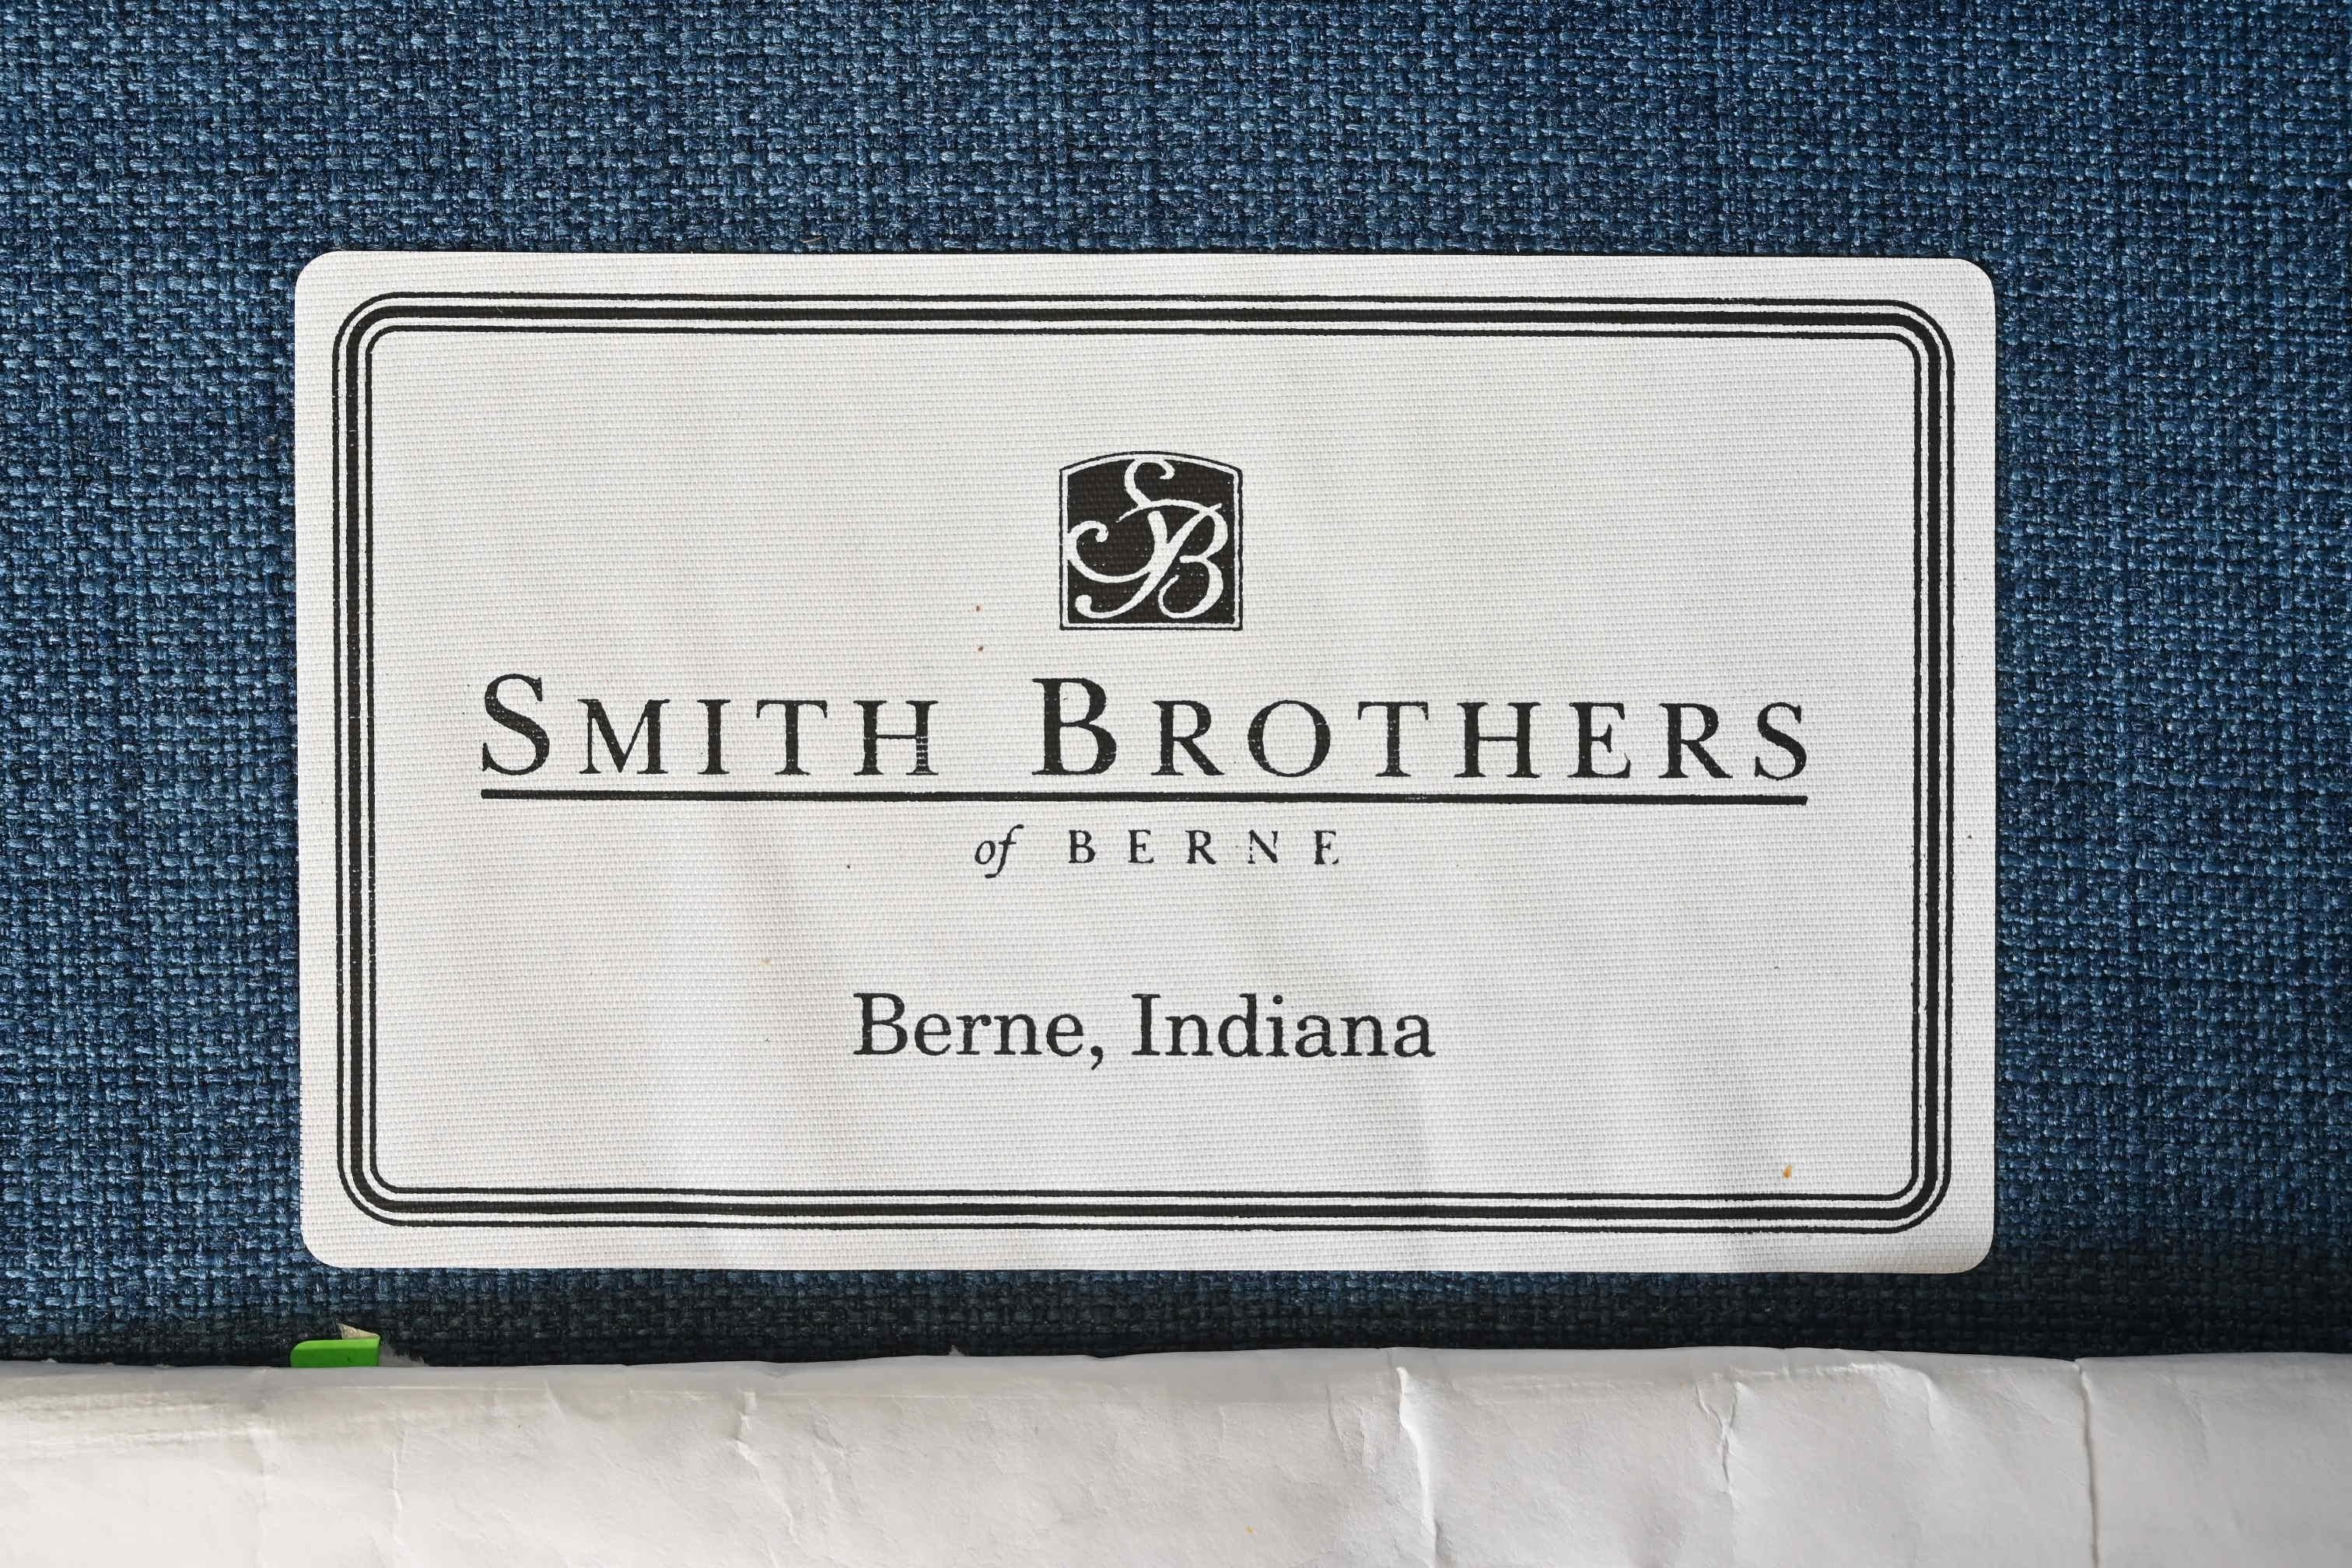 SB
SMITH BROTHERS
of BERNE
Berne, Indiana